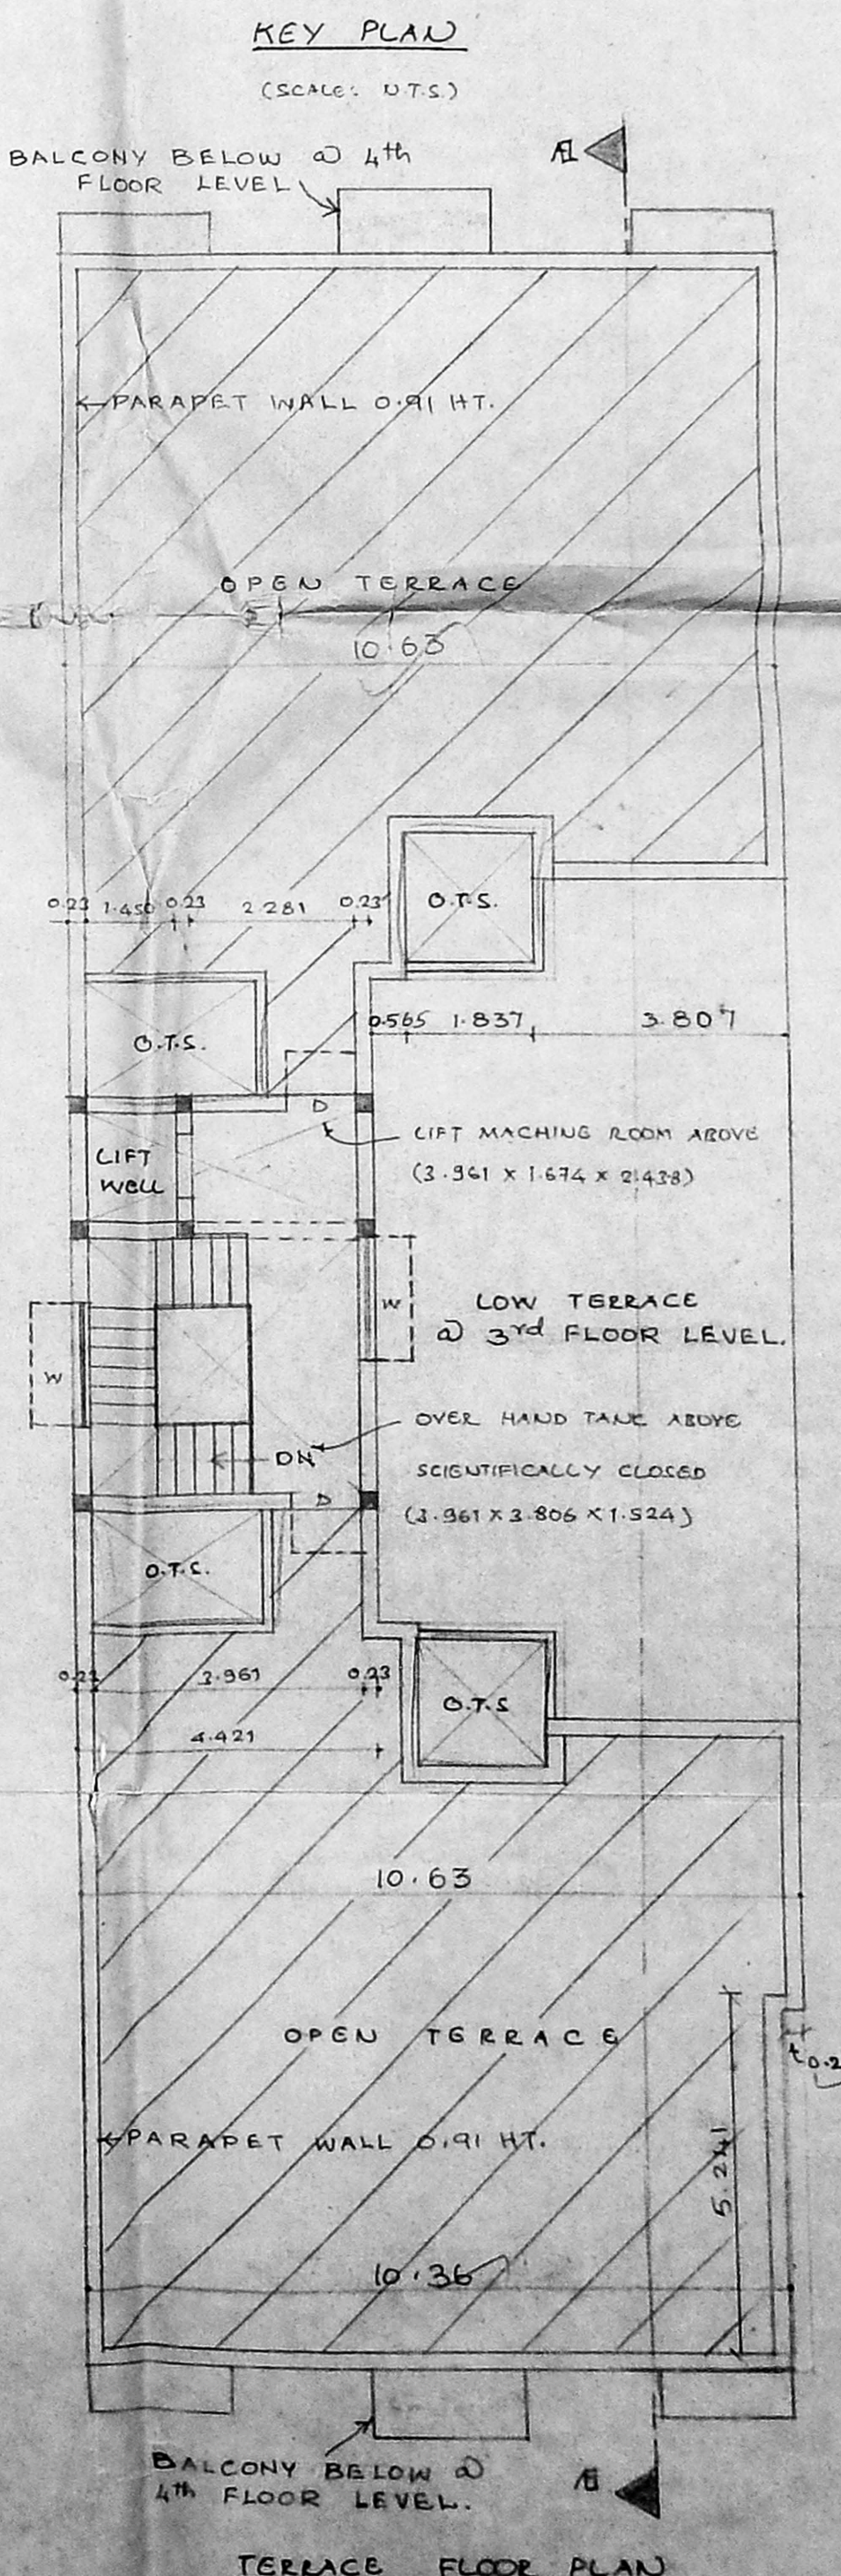 KEY PLAN
(SCALE: N.T.S.)
BALCONY BELOW @ 4th
FLOOR LEVEL
PARAPET WALL 0.91 HT.
OPEN TERRACE
10.63
0.23 1.450 0.23 2.281 0.23
O.T.S.
O.T.S.
0.565 1.837 3.807
D
LIFT MACHINE ROOM ABOVE
(3.961 x 1.674 x 2.438)
LIFT
WELL
W
LOW TERRACE
@ 3rd FLOOR LEVEL.
W
OVER HAND TANK ABOVE
DN
SCIENTIFICALLY CLOSED
D
(3.961 x 3.806 x 1.524)
O.T.S.
0.23 3.961 0.23
O.T.S
4.421
10.63
OPEN TERRACE
PARAPET WALL 0.91 HT.
5.241
10.36
BALCONY BELOW @
4th FLOOR LEVEL.
TERRACE FLOOR PLAN